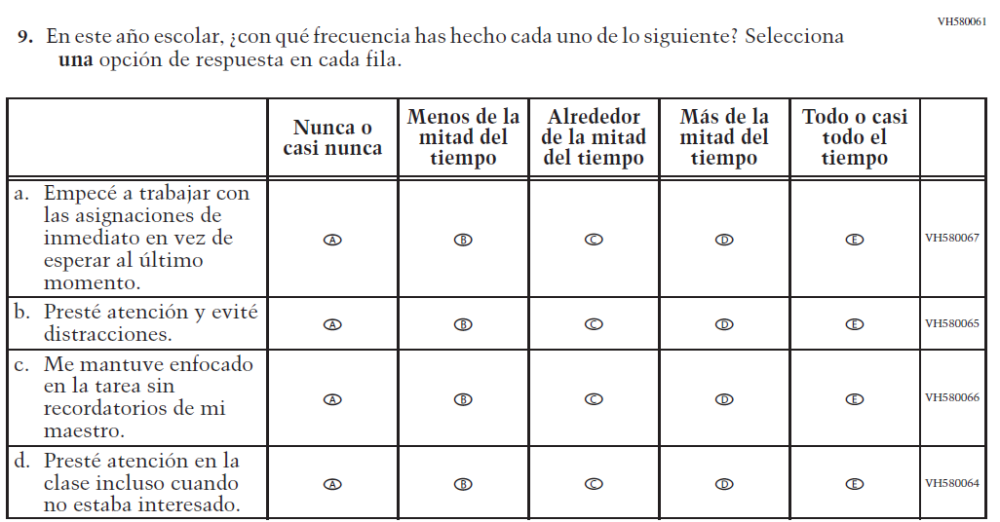 VH580061
9. En este año escolar, ¿con qué frecuencia has hecho cada uno de lo siguiente? Selecciona
una opción de respuesta en cada fila.
Nunca o
casi nunca
Menos de la
mitad del
tiempo
Alrededor
de la mitad
del tiempo
Más de la
mitad del
tiempo
Todo o casi
todo el
tiempo
a. Empecé a trabajar con
las asignaciones de
inmediato en vez de
esperar al último
momento.
A B C D E VH580067
b. Presté atención y evité
distracciones.
A B C D E VH580065
c. Me mantuve enfocado
en la tarea sin
recordatorios de mi
maestro.
A B C D E VH580066
d. Presté atención en la
clase incluso cuando
no estaba interesado.
A B C D E VH580064